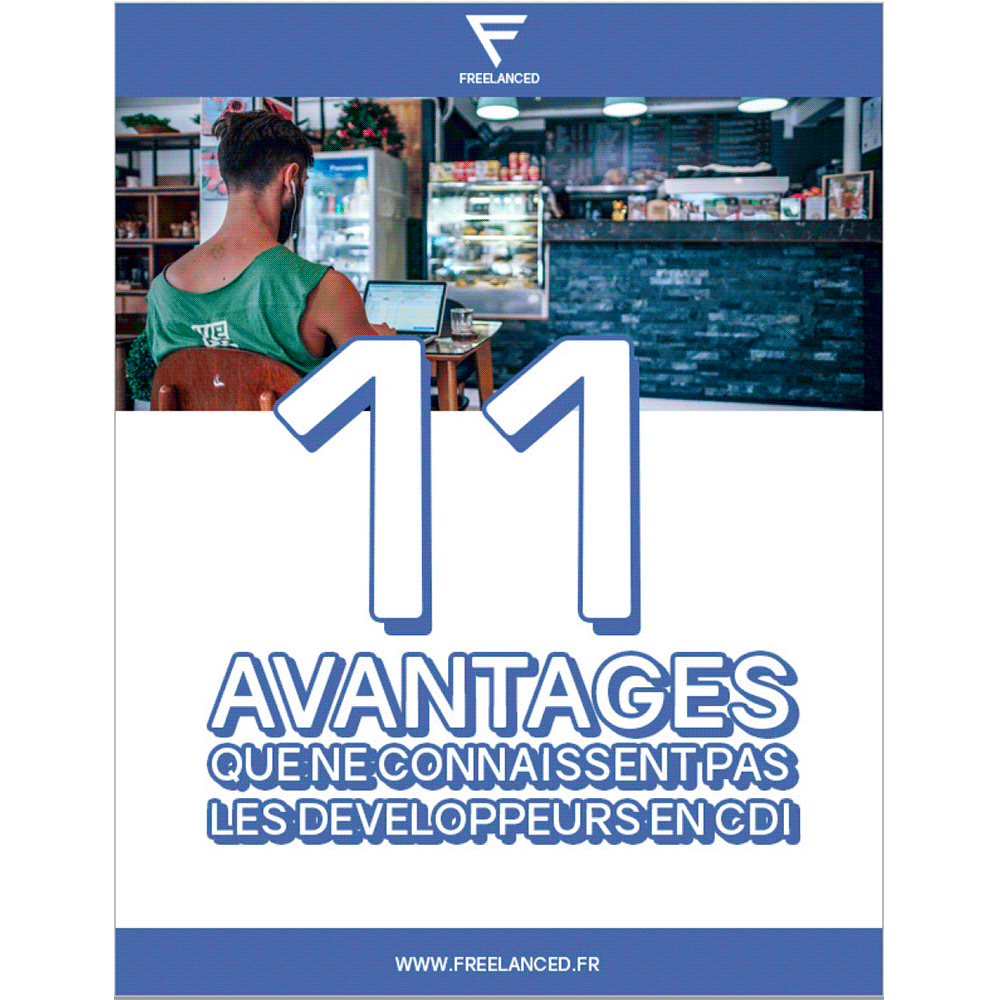 FREELANCED
11
AVANTAGES
QUE NE CONNAISSENT PAS
LES DEVELOPPEURS EN CDI
WWW.FREELANCED.FR